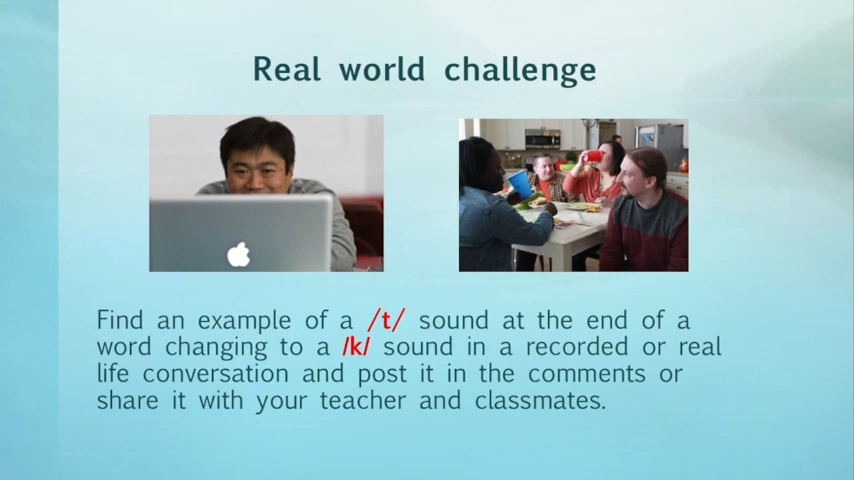 Real world challenge
Find an example of a /t/ sound at the end of a
word changing to a /k/ sound in a recorded or real
life conversation and post it in the comments or
share it with your teacher and classmates.